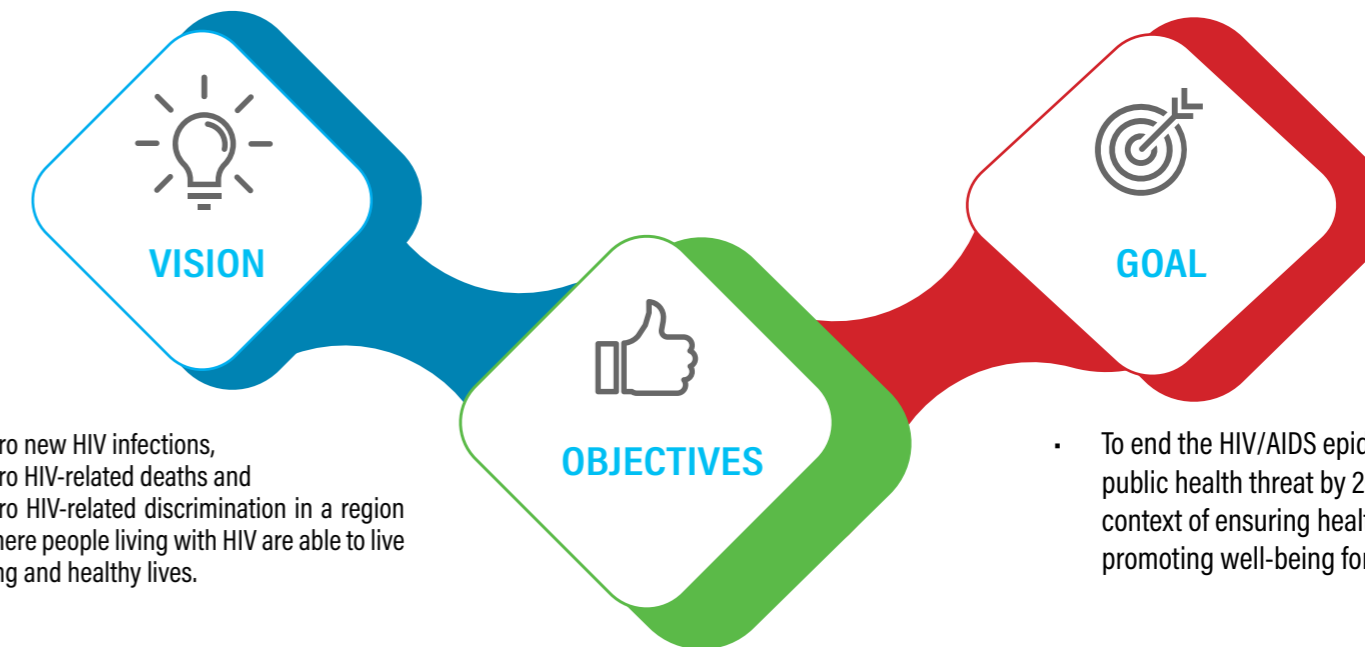 VISION
GOAL
OBJECTIVES
ro new HIV infections,
ro HIV-related deaths and
ro HIV-related discrimination in a region
here people living with HIV are able to live
ng and healthy lives.
· To end the HIV/AIDS epid
public health threat by 2
context of ensuring healt
promoting well-being for